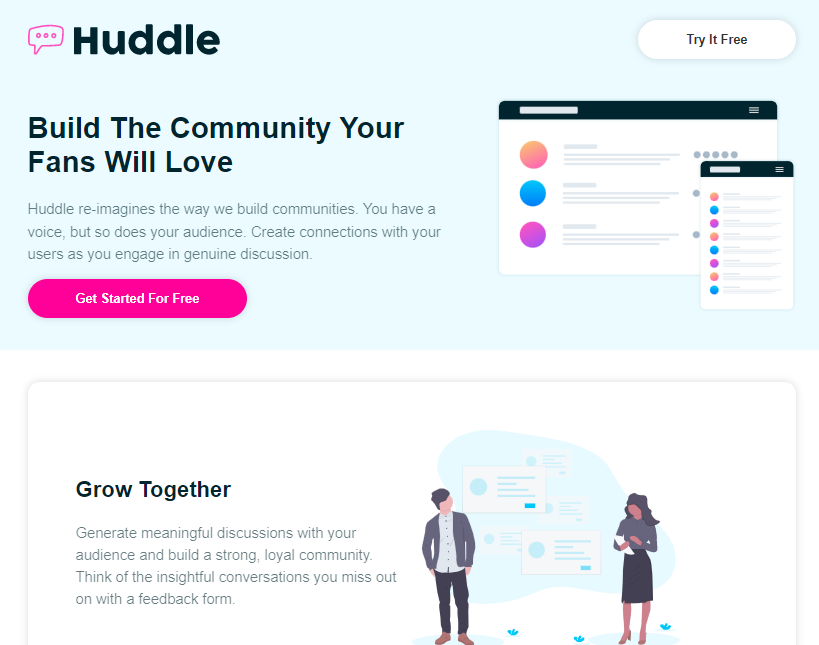 Huddle
Try It Free
Build The Community Your
Fans Will Love
Huddle re-imagines the way we build communities. You have a
voice, but so does your audience. Create connections with your
users as you engage in genuine discussion.
Get Started For Free
Grow Together
Generate meaningful discussions with your
audience and build a strong, loyal community.
Think of the insightful conversations you miss out
on with a feedback form.